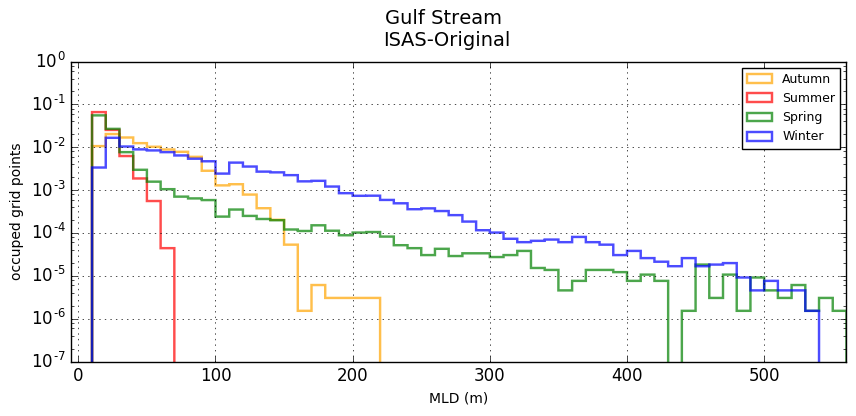 Gulf Stream
ISAS-Original
10^0
10^-1
10^-2
10^-3
10^-4
10^-5
10^-6
10^-7
occuped grid points
Autumn
Summer
Spring
Winter
0 100 200 300 400 500
MLD (m)